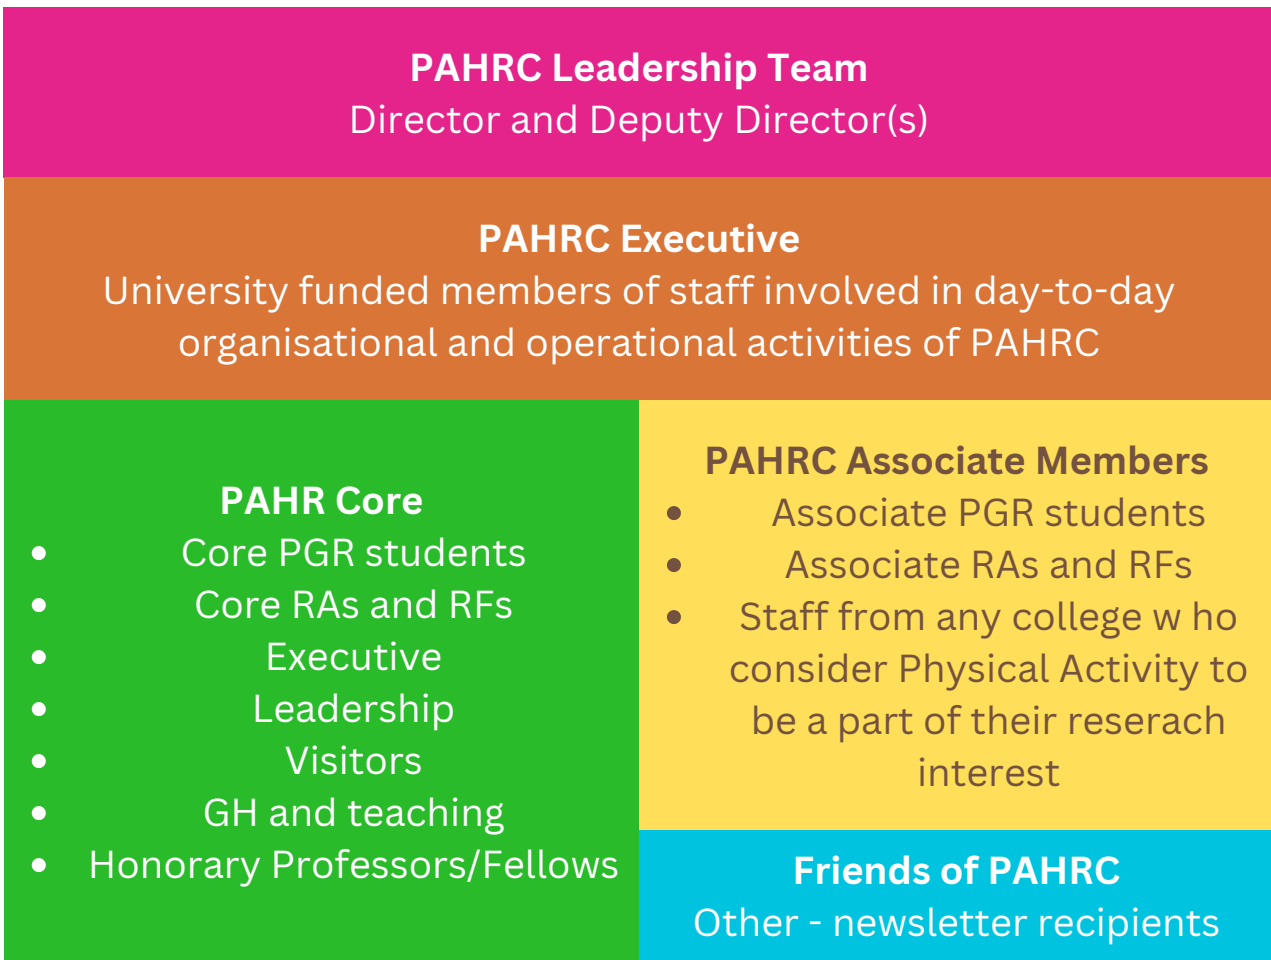 PAHRC Leadership Team
Director and Deputy Director(s)
PAHRC Executive
University funded members of staff involved in day-to-day
organisational and operational activities of PAHRC
PAHR Core
• Core PGR students
• Core RAs and RFs
• Executive
• Leadership
• Visitors
• GH and teaching
• Honorary Professors/Fellows
PAHRC Associate Members
• Associate PGR students
• Associate RAs and RFs
• Staff from any college w ho
consider Physical Activity to
be a part of their reserach
interest
Friends of PAHRC
Other - newsletter recipients